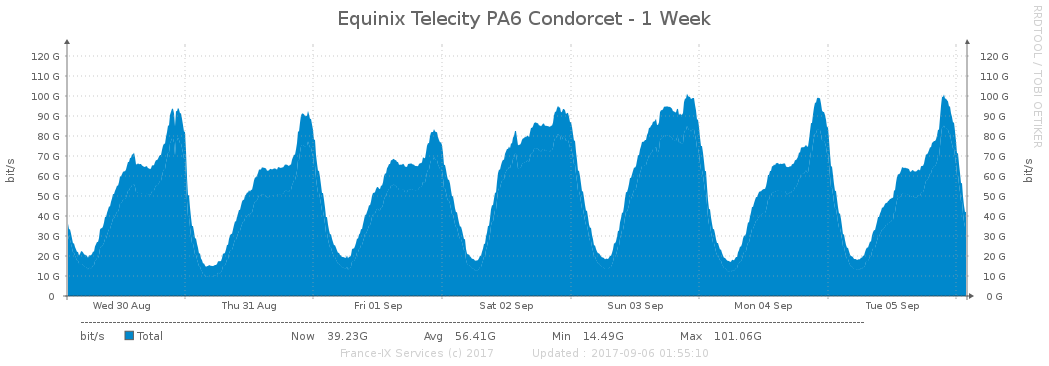 Equinix Telecity PA6 Condorcet - 1 Week
RRDTOOL / TOBI OETIKER
120 G 120 G
110 G 110 G
100 G 100 G
90 G 90 G
80 G 80 G
70 G 70 G
60 G 60 G
50 G 50 G
40 G 40 G
30 G 30 G
20 G 20 G
10 G 10 G
0 0 G
bit/s bit/s
Wed 30 Aug Thu 31 Aug Fri 01 Sep Sat 02 Sep Sun 03 Sep Mon 04 Sep Tue 05 Sep
bit/s Total Now 39.23G Avg 56.41G Min 14.49G Max 101.06G
France-IX Services (c) 2017 Updated : 2017-09-06 01:55:10